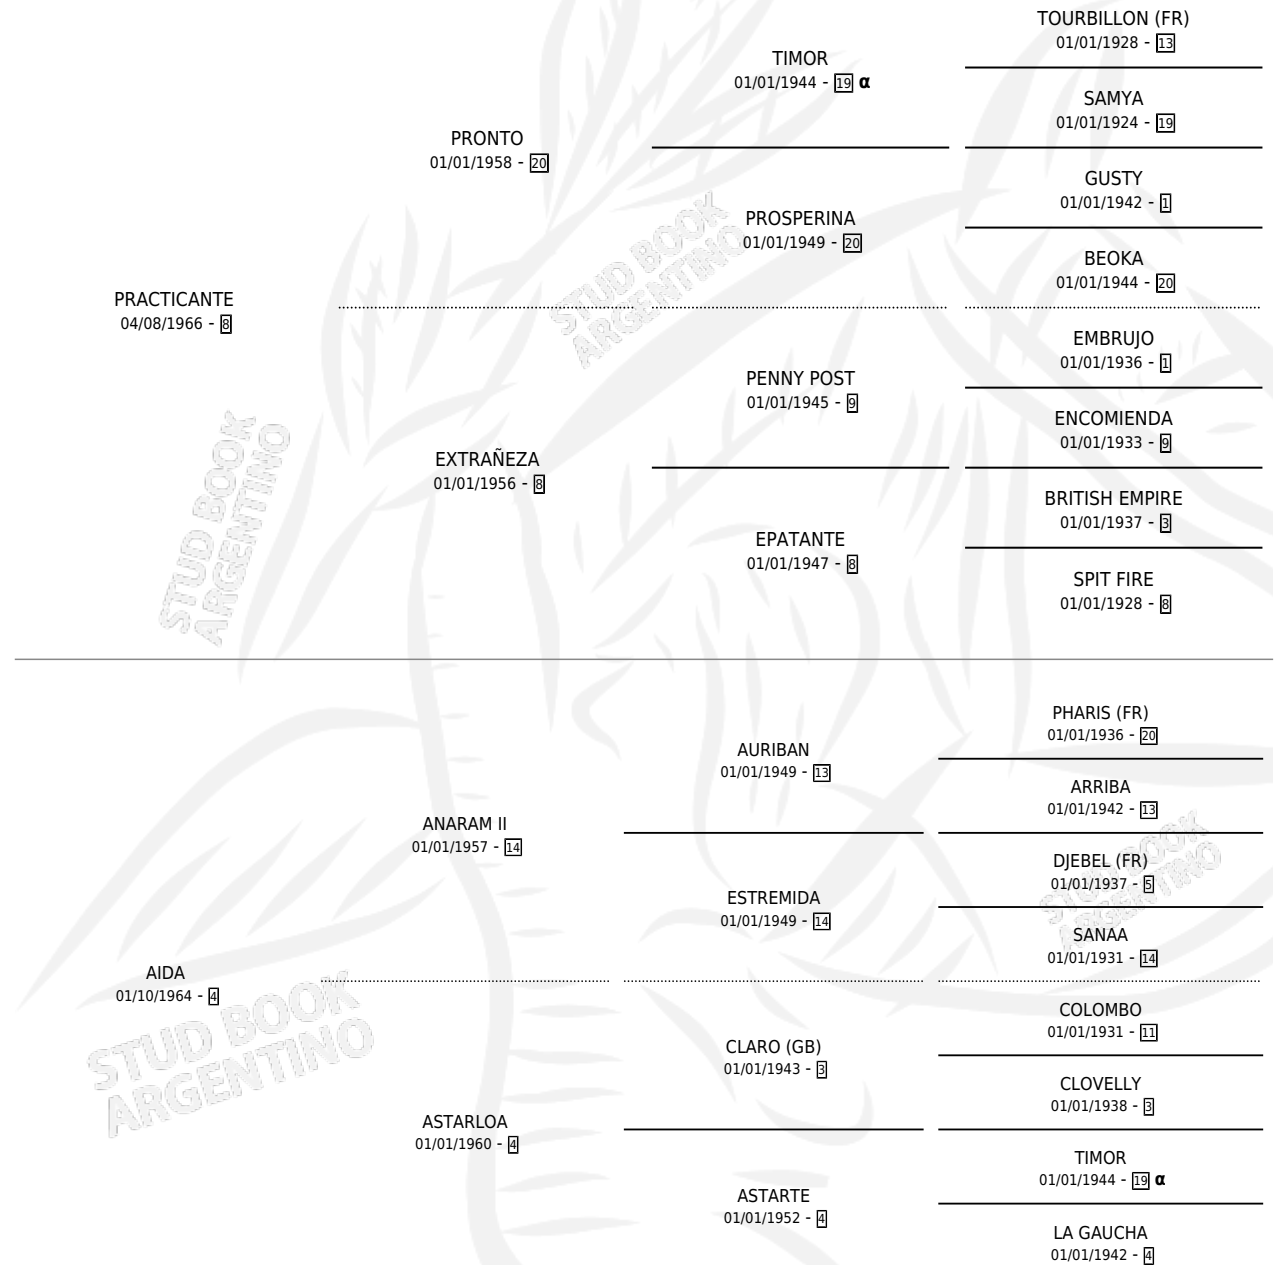 TOURBILLON (FR)
01/01/1928 - 13
TIMOR
01/01/1944 - 19 α
SAMYA
01/01/1924 - 19
PRONTO
01/01/1958 - 20
GUSTY
01/01/1942 - 1
PROSPERINA
01/01/1949 - 20
BEOKA
01/01/1944 - 20
PRACTICANTE
04/08/1966 - 8
EMBRUJO
01/01/1936 - 1
PENNY POST
01/01/1945 - 9
ENCOMIENDA
01/01/1933 - 9
EXTRAÑEZA
01/01/1956 - 8
BRITISH EMPIRE
01/01/1937 - 3
EPATANTE
01/01/1947 - 8
SPIT FIRE
01/01/1928 - 8
STUD BOOK
ARGENTINO
STUD BOOK
ARGENTINO
PHARIS (FR)
01/01/1936 - 20
AURIBAN
01/01/1949 - 13
ARRIBA
01/01/1942 - 13
ANARAM II
01/01/1957 - 14
DJEBEL (FR)
01/01/1937 - 5
ESTREMIDA
01/01/1949 - 14
SANAA
01/01/1931 - 14
AIDA
01/10/1964 - 4
COLOMBO
01/01/1931 - 11
CLARO (GB)
01/01/1943 - 3
CLOVELLY
01/01/1938 - 3
ASTARLOA
01/01/1960 - 4
TIMOR
01/01/1944 - 19 α
ASTARTE
01/01/1952 - 4
LA GAUCHA
01/01/1942 - 4
STUD BOOK
ARGENTINO
STUD BOOK
ARGENTINO